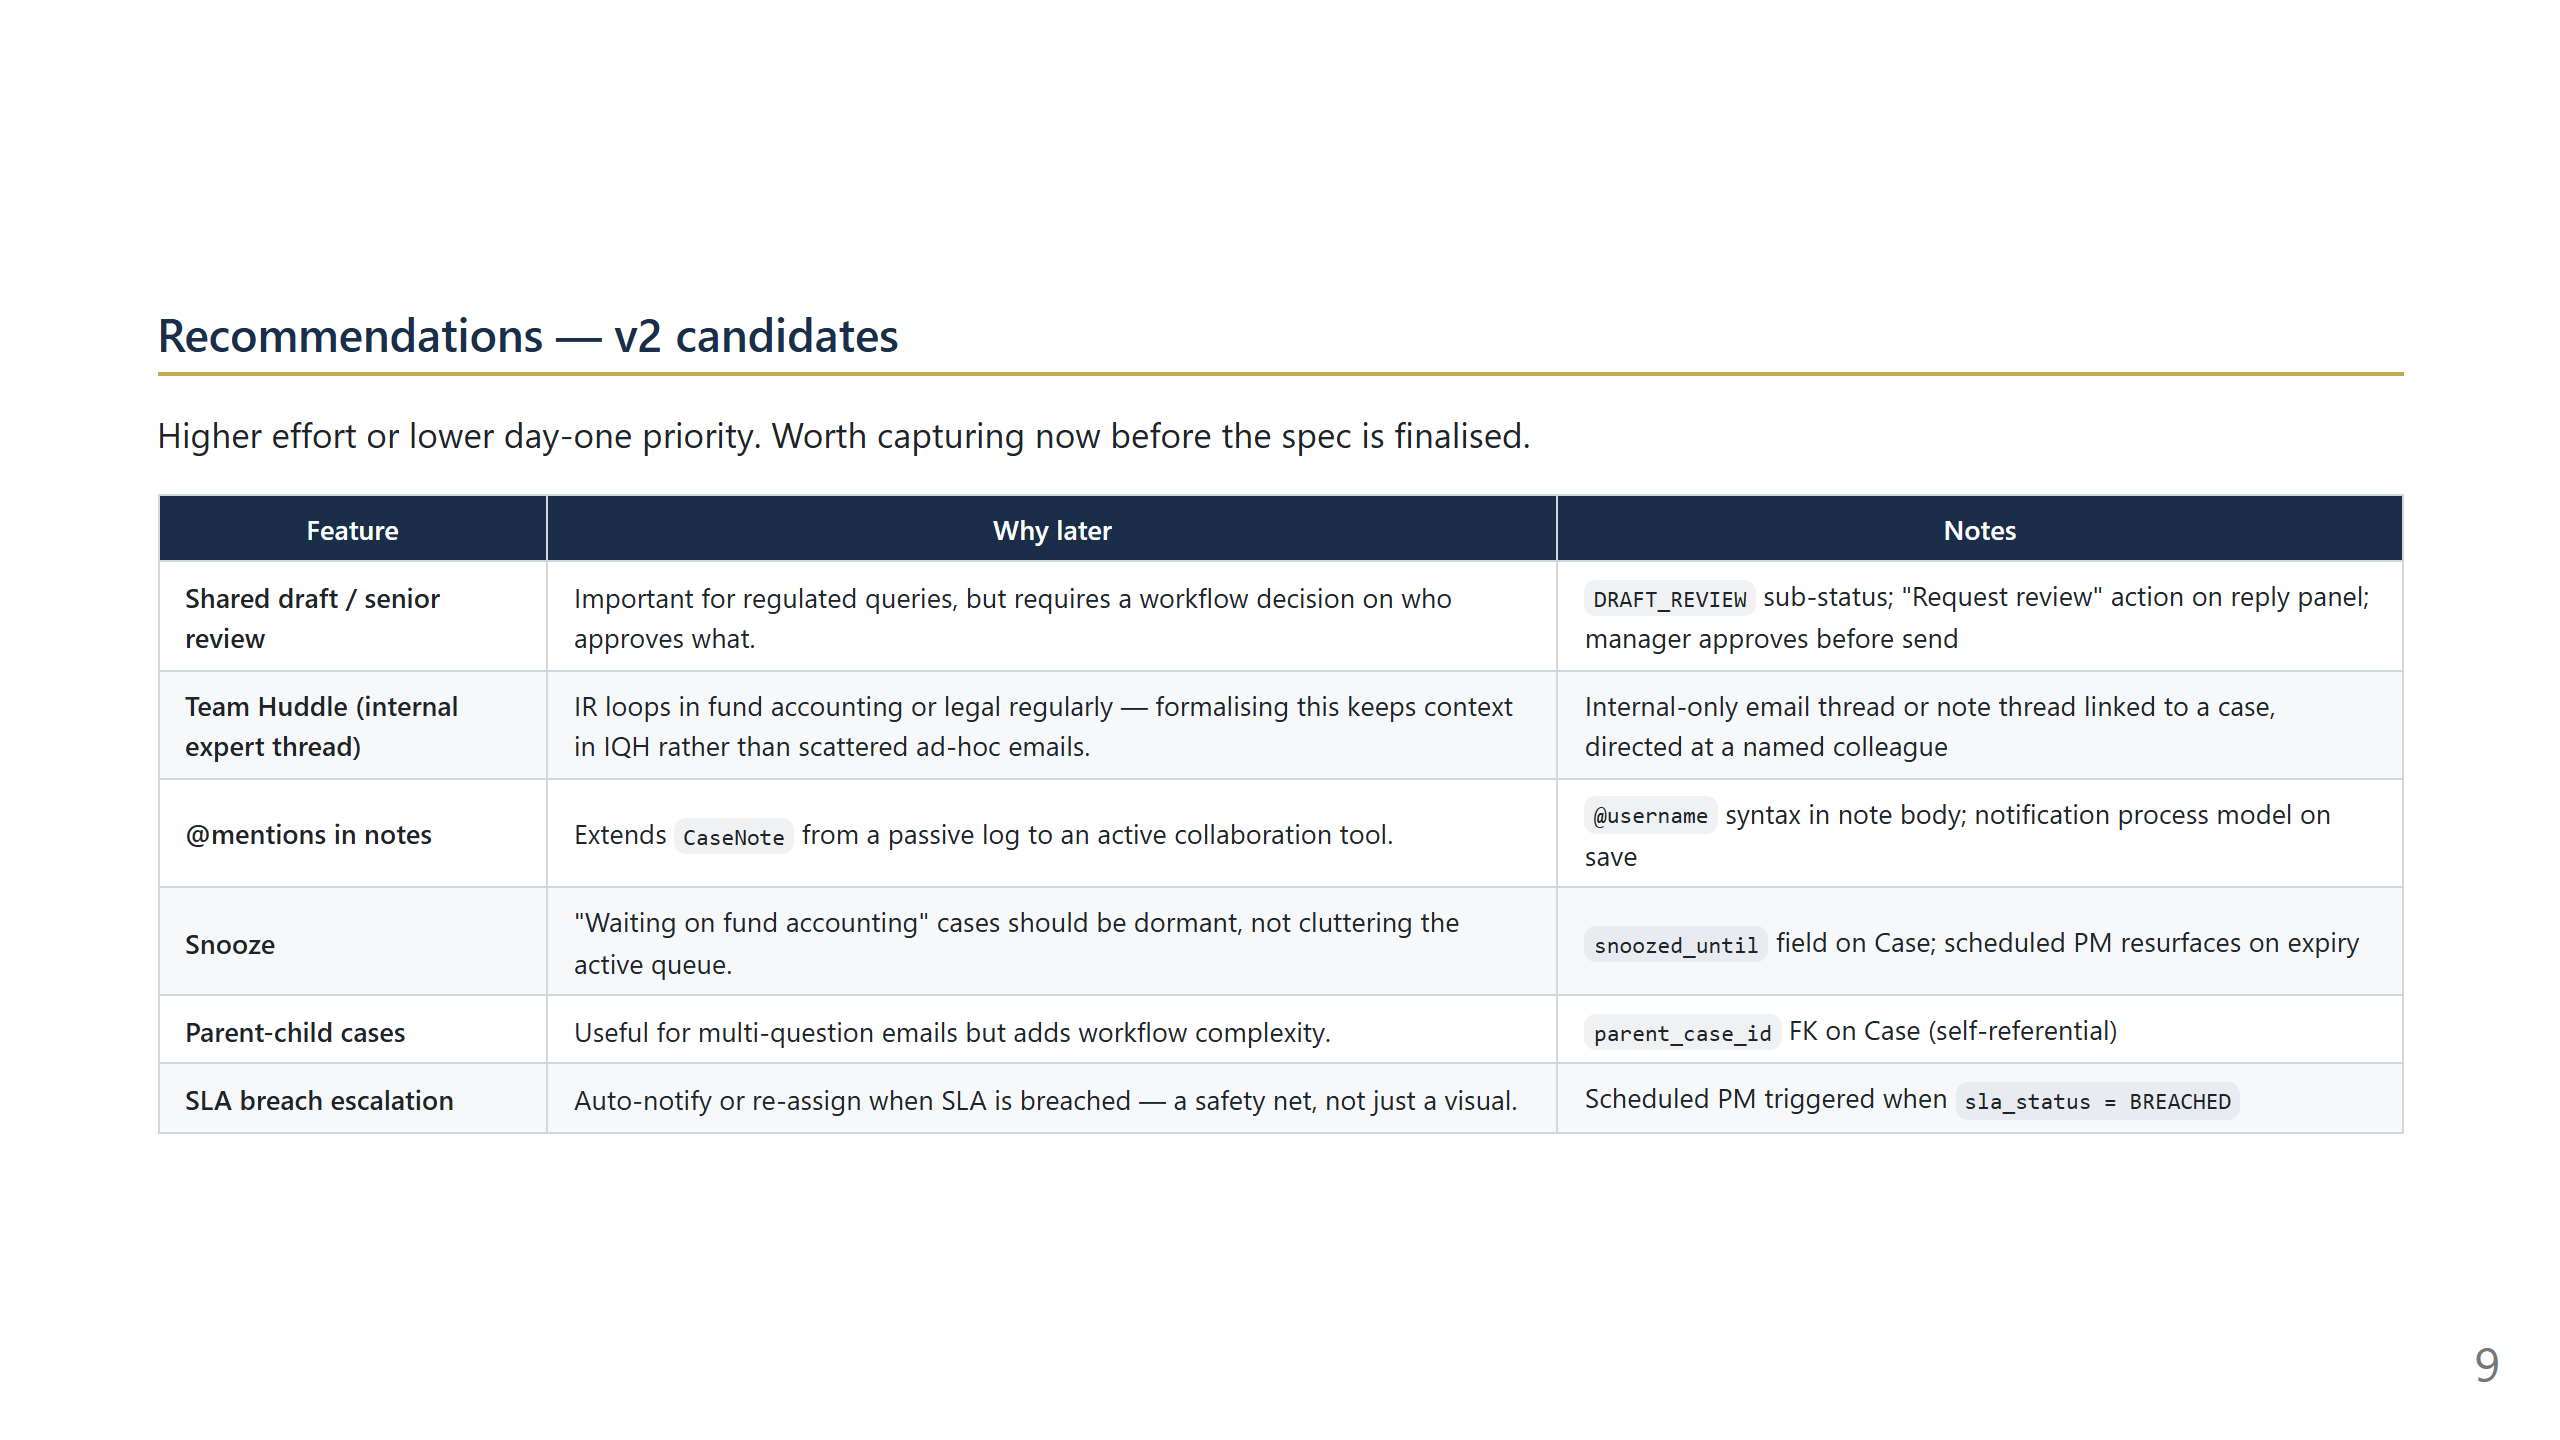 Recommendations — v2 candidates
Higher effort or lower day-one priority. Worth capturing now before the spec is finalised.
Feature
Why later
Notes
Shared draft / senior
review
Important for regulated queries, but requires a workflow decision on who
approves what.
DRAFT_REVIEW sub-status; "Request review" action on reply panel;
manager approves before send
Team Huddle (internal
expert thread)
IR loops in fund accounting or legal regularly — formalising this keeps context
in IQH rather than scattered ad-hoc emails.
Internal-only email thread or note thread linked to a case,
directed at a named colleague
@mentions in notes
Extends CaseNote from a passive log to an active collaboration tool.
@username syntax in note body; notification process model on
save
Snooze
"Waiting on fund accounting" cases should be dormant, not cluttering the
active queue.
snoozed_until field on Case; scheduled PM resurfaces on expiry
Parent-child cases
Useful for multi-question emails but adds workflow complexity.
parent_case_id FK on Case (self-referential)
SLA breach escalation
Auto-notify or re-assign when SLA is breached — a safety net, not just a visual.
Scheduled PM triggered when sla_status = BREACHED
9